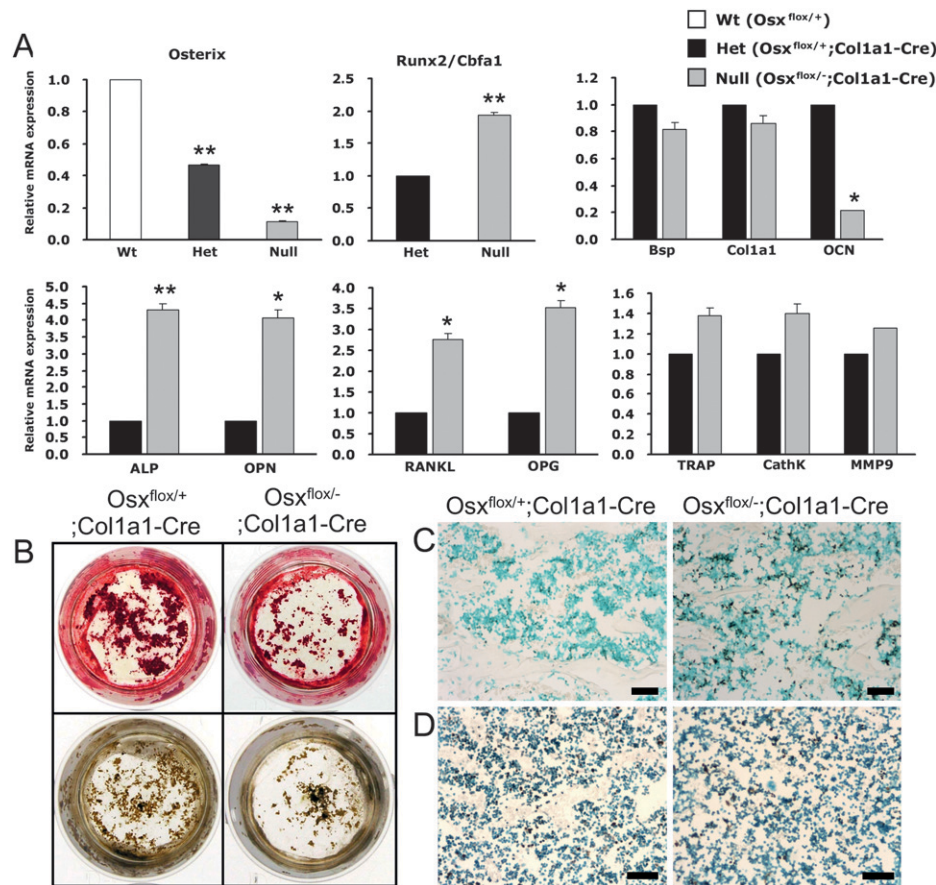 Wt (Osx^flox/+)
Het (Osx^flox/+;Col1a1-Cre)
Null (Osx^flox/-;Col1a1-Cre)
A
Osterix
Relative mRNA expression
1.0
0.8
0.6
0.4
0.2
0.0
**
**
Wt Het Null
Runx2/Cbfa1
2.5
2.0
1.5
1.0
0.5
0.0
**
Het Null
1.2
1.0
0.8
0.6
0.4
0.2
0
*
Bsp Col1a1 OCN
Relative mRNA expression
5.0
4.5
4.0
3.5
3.0
2.5
2.0
1.5
1.0
0.5
0.0
**
*
ALP OPN
4.0
3.5
3.0
2.5
2.0
1.5
1.0
0.5
0.0
*
*
RANKL OPG
1.6
1.4
1.2
1.0
0.8
0.6
0.4
0.2
0.0
TRAP CathK MMP9
Osx^flox/+ Osx^flox/-
;Col1a1-Cre ;Col1a1-Cre
B
Osx^flox/+;Col1a1-Cre Osx^flox/-;Col1a1-Cre
C
D